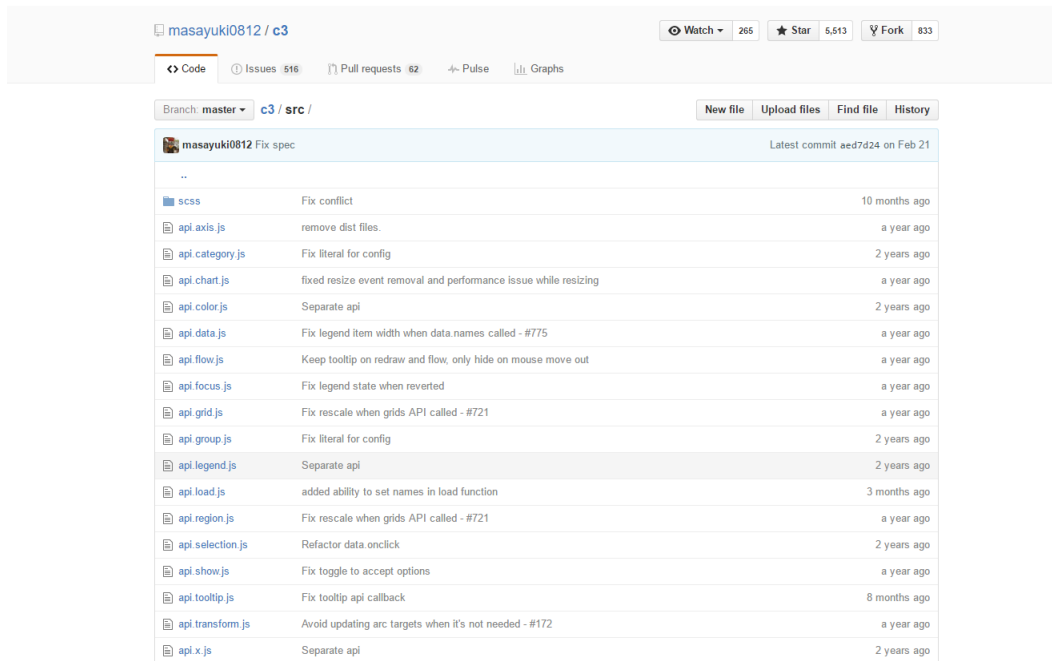 masayuki0812 / c3
Watch 265 Star 5,513 Fork 833
Code Issues 516 Pull requests 62 Pulse Graphs
Branch: master c3 / src / New file Upload files Find file History
masayuki0812 Fix spec Latest commit aed7d24 on Feb 21
..
scss Fix conflict 10 months ago
api.axis.js remove dist files. a year ago
api.category.js Fix literal for config 2 years ago
api.chart.js fixed resize event removal and performance issue while resizing a year ago
api.color.js Separate api 2 years ago
api.data.js Fix legend item width when data.names called - #775 a year ago
api.flow.js Keep tooltip on redraw and flow, only hide on mouse move out a year ago
api.focus.js Fix legend state when reverted a year ago
api.grid.js Fix rescale when grids API called - #721 a year ago
api.group.js Fix literal for config 2 years ago
api.legend.js Separate api 2 years ago
api.load.js added ability to set names in load function 3 months ago
api.region.js Fix rescale when grids API called - #721 a year ago
api.selection.js Refactor data.onclick 2 years ago
api.show.js Fix toggle to accept options a year ago
api.tooltip.js Fix tooltip api callback 8 months ago
api.transform.js Avoid updating arc targets when it's not needed - #172 a year ago
api.x.js Separate api 2 years ago